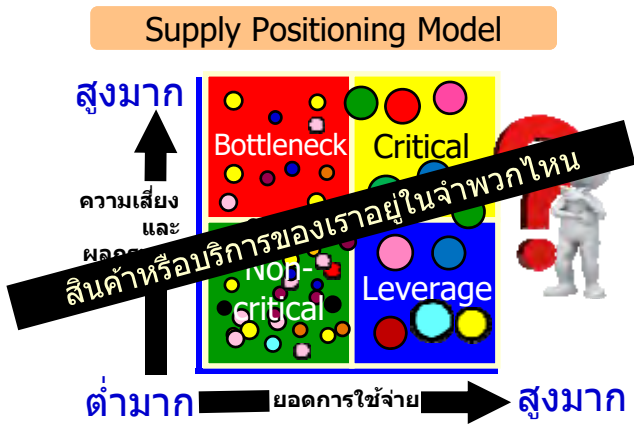 Supply Positioning Model
สูงมาก
Bottleneck
Critical
ความเสี่ยง
และ
สินค้าหรือบริการของเราอยู่ในจำพวกไหน
Non-
critical
Leverage
ต่ำมาก
ยอดการใช้จ่าย
สูงมาก